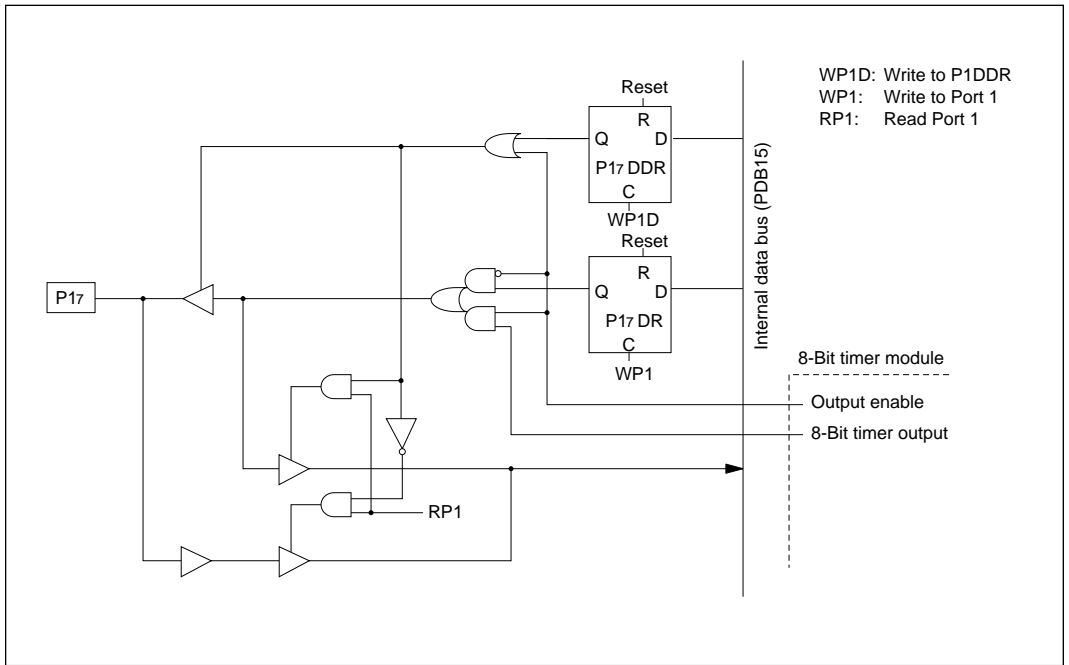 WP1D: Write to P1DDR
WP1: Write to Port 1
RP1: Read Port 1
Reset
R
Q D
P17 DDR
C
WP1D
Reset
R
Q D
P17 DR
C
WP1
Internal data bus (PDB15)
P17
8-Bit timer module
Output enable
8-Bit timer output
RP1